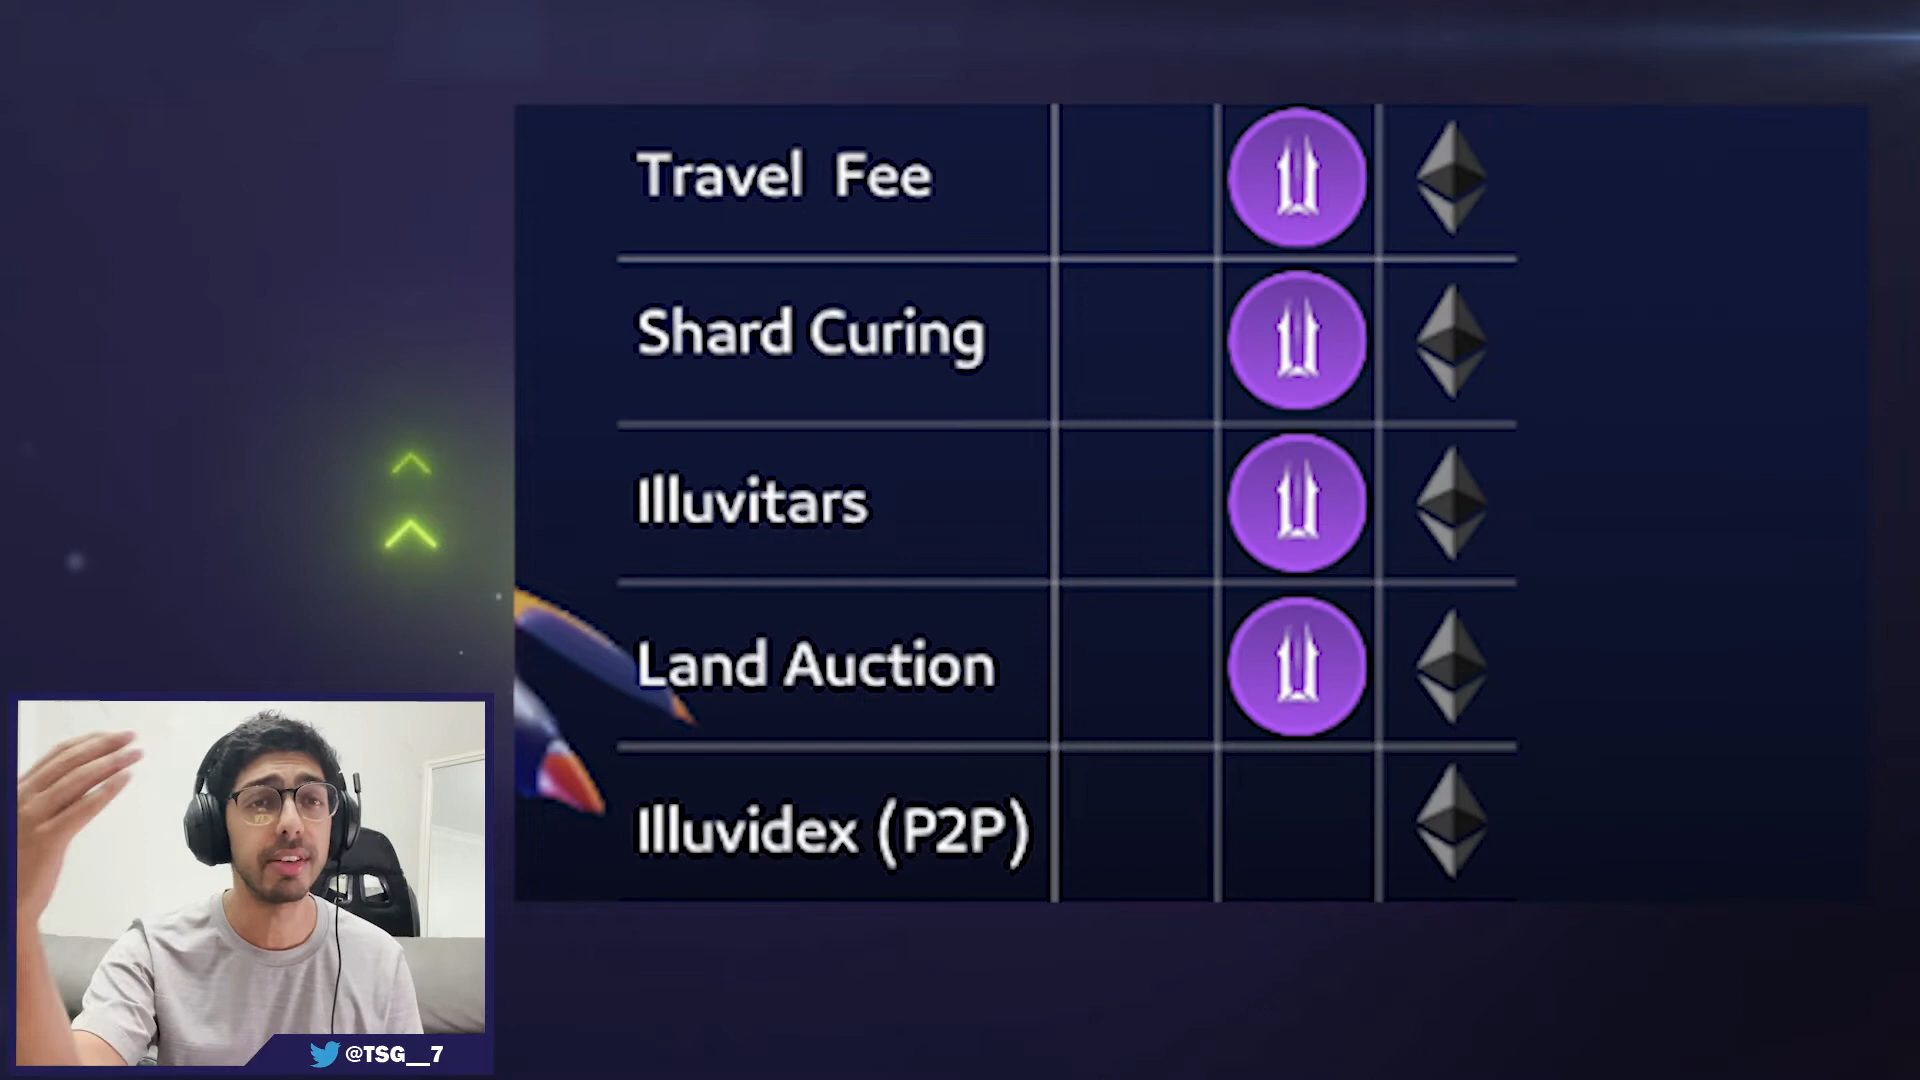 Travel Fee
Shard Curing
Illuvitars
Land Auction
Illuvidex (P2P)
@TSG__7